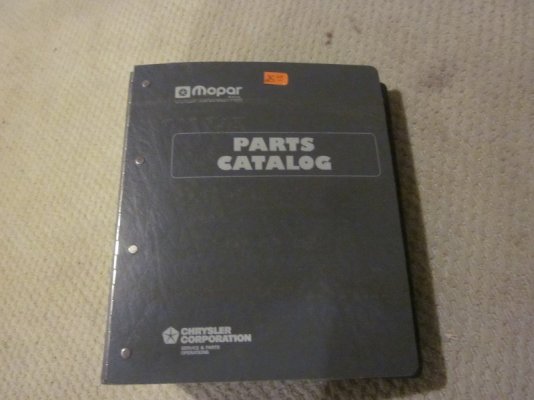 Mopar
PARTS
CATALOG
CHRYSLER
CORPORATION
SERVICE & PARTS
OPERATIONS